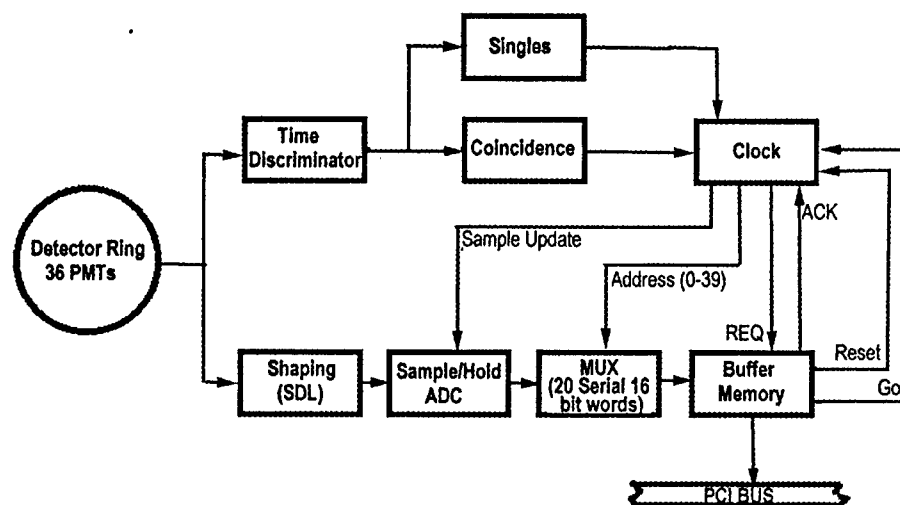 Singles
Time
Discriminator
Coincidence
Clock
ACK
Detector Ring
36 PMTs
Sample Update
Address (0-39)
REQ
Reset
Shaping
(SDL)
Sample/Hold
ADC
MUX
(20 Serial 16
bit words)
Buffer
Memory
Go
PCI BUS